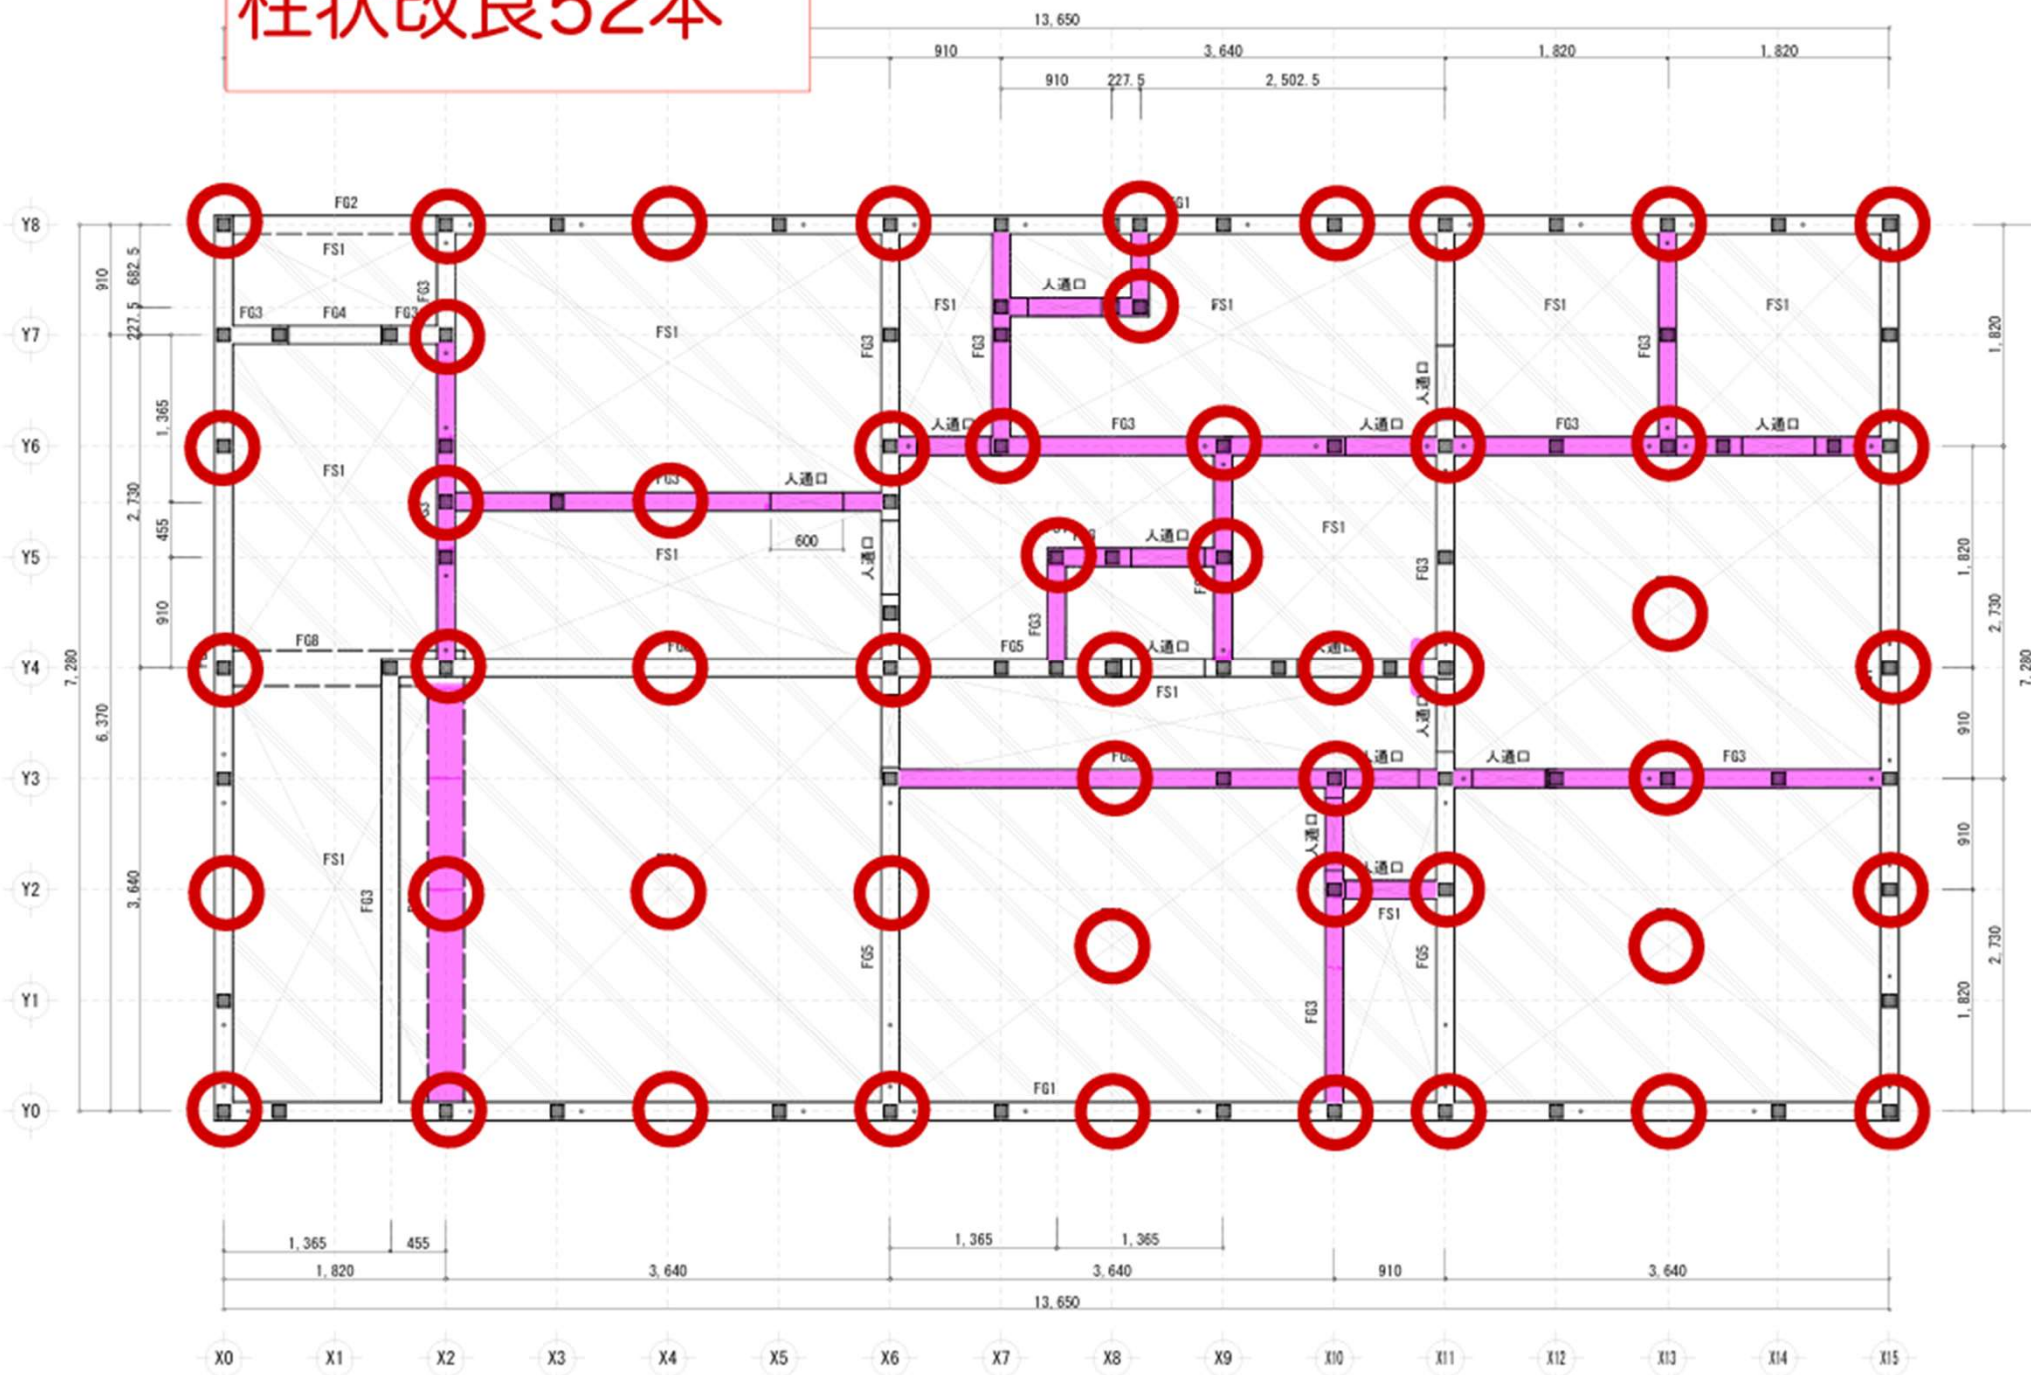 柱状改良52本
13,650
910
3,640
1,820
1,820
910
227.5
2,502.5
Y8
FG2
FG1
910
682.5
FS1
FG3
人通口
FG3
FG4
FS1
FS1
FS1
FS1
227.5
Y7
FS1
FG3
FG3
FG3
1,820
1,365
人通口
Y6
人通口
FG3
人通口
FG3
人通口
FS1
2,730
人通口
455
600
FS1
人通口
人通口
FS1
Y5
FG3
1,820
910
FG3
2,730
FG8
FG5
人通口
Y4
7,280
FS1
7,280
6,370
人通口
910
人通口
人通口
FG3
Y3
人通口
910
3,640
FS1
FG3
人通口
Y2
FS1
FG5
FG5
2,730
Y1
FG3
1,820
FG1
Y0
1,365
455
1,365
1,365
1,820
3,640
3,640
910
3,640
13,650
X0
X1
X2
X3
X4
X5
X6
X7
X8
X9
X10
X11
X12
X13
X14
X15